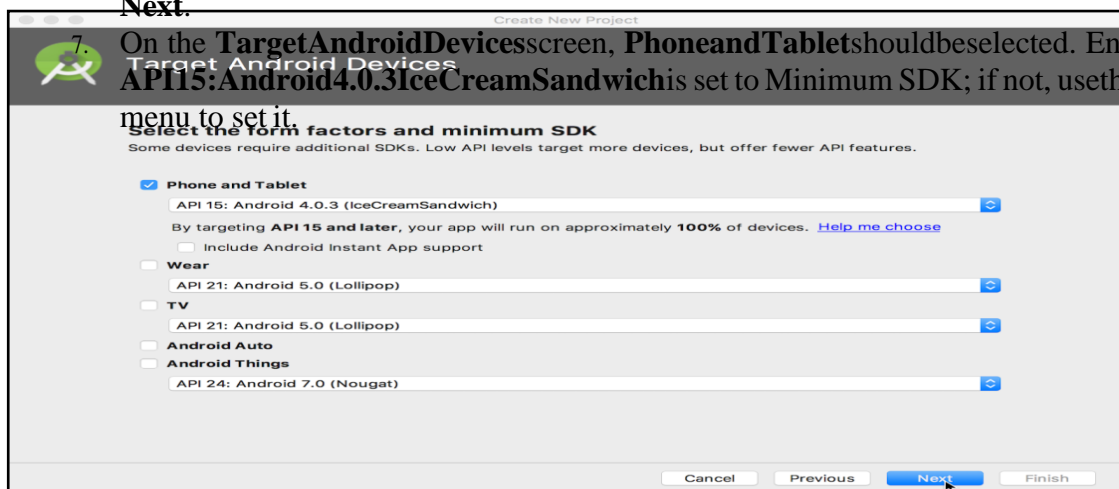 Next.
Create New Project
7. On the TargetAndroidDevicesscreen, PhoneandTabletshouldbeselected. En
Target Android Devices
API15:Android4.0.3IceCreamSandwichis set to Minimum SDK; if not, useth
menu to set it.
Select the form factors and minimum SDK
Some devices require additional SDKs. Low API levels target more devices, but offer fewer API features.
Phone and Tablet
API 15: Android 4.0.3 (IceCreamSandwich)
By targeting API 15 and later, your app will run on approximately 100% of devices. Help me choose
Include Android Instant App support
Wear
API 21: Android 5.0 (Lollipop)
TV
API 21: Android 5.0 (Lollipop)
Android Auto
Android Things
API 24: Android 7.0 (Nougat)
Cancel Previous Next Finish